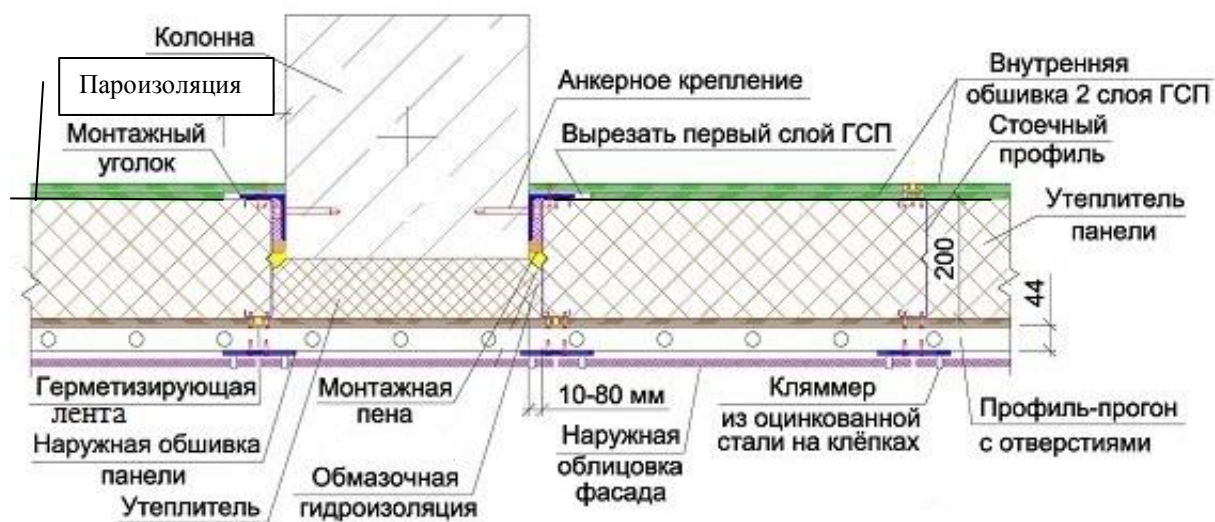 Колонна
Пароизоляция
Монтажный
уголок
Анкерное крепление
Вырезать первый слой ГСП
Внутренняя
обшивка 2 слоя ГСП
Стоечный
профиль
Утеплитель
панели
200
44
Герметизирующая
лента
Наружная обшивка
панели
Утеплитель
Монтажная
пена
Обмазочная
гидроизоляция
10-80 мм
Наружная
облицовка
фасада
Кляммер
из оцинкованной
стали на клёпках
Профиль-прогон
с отверстиями